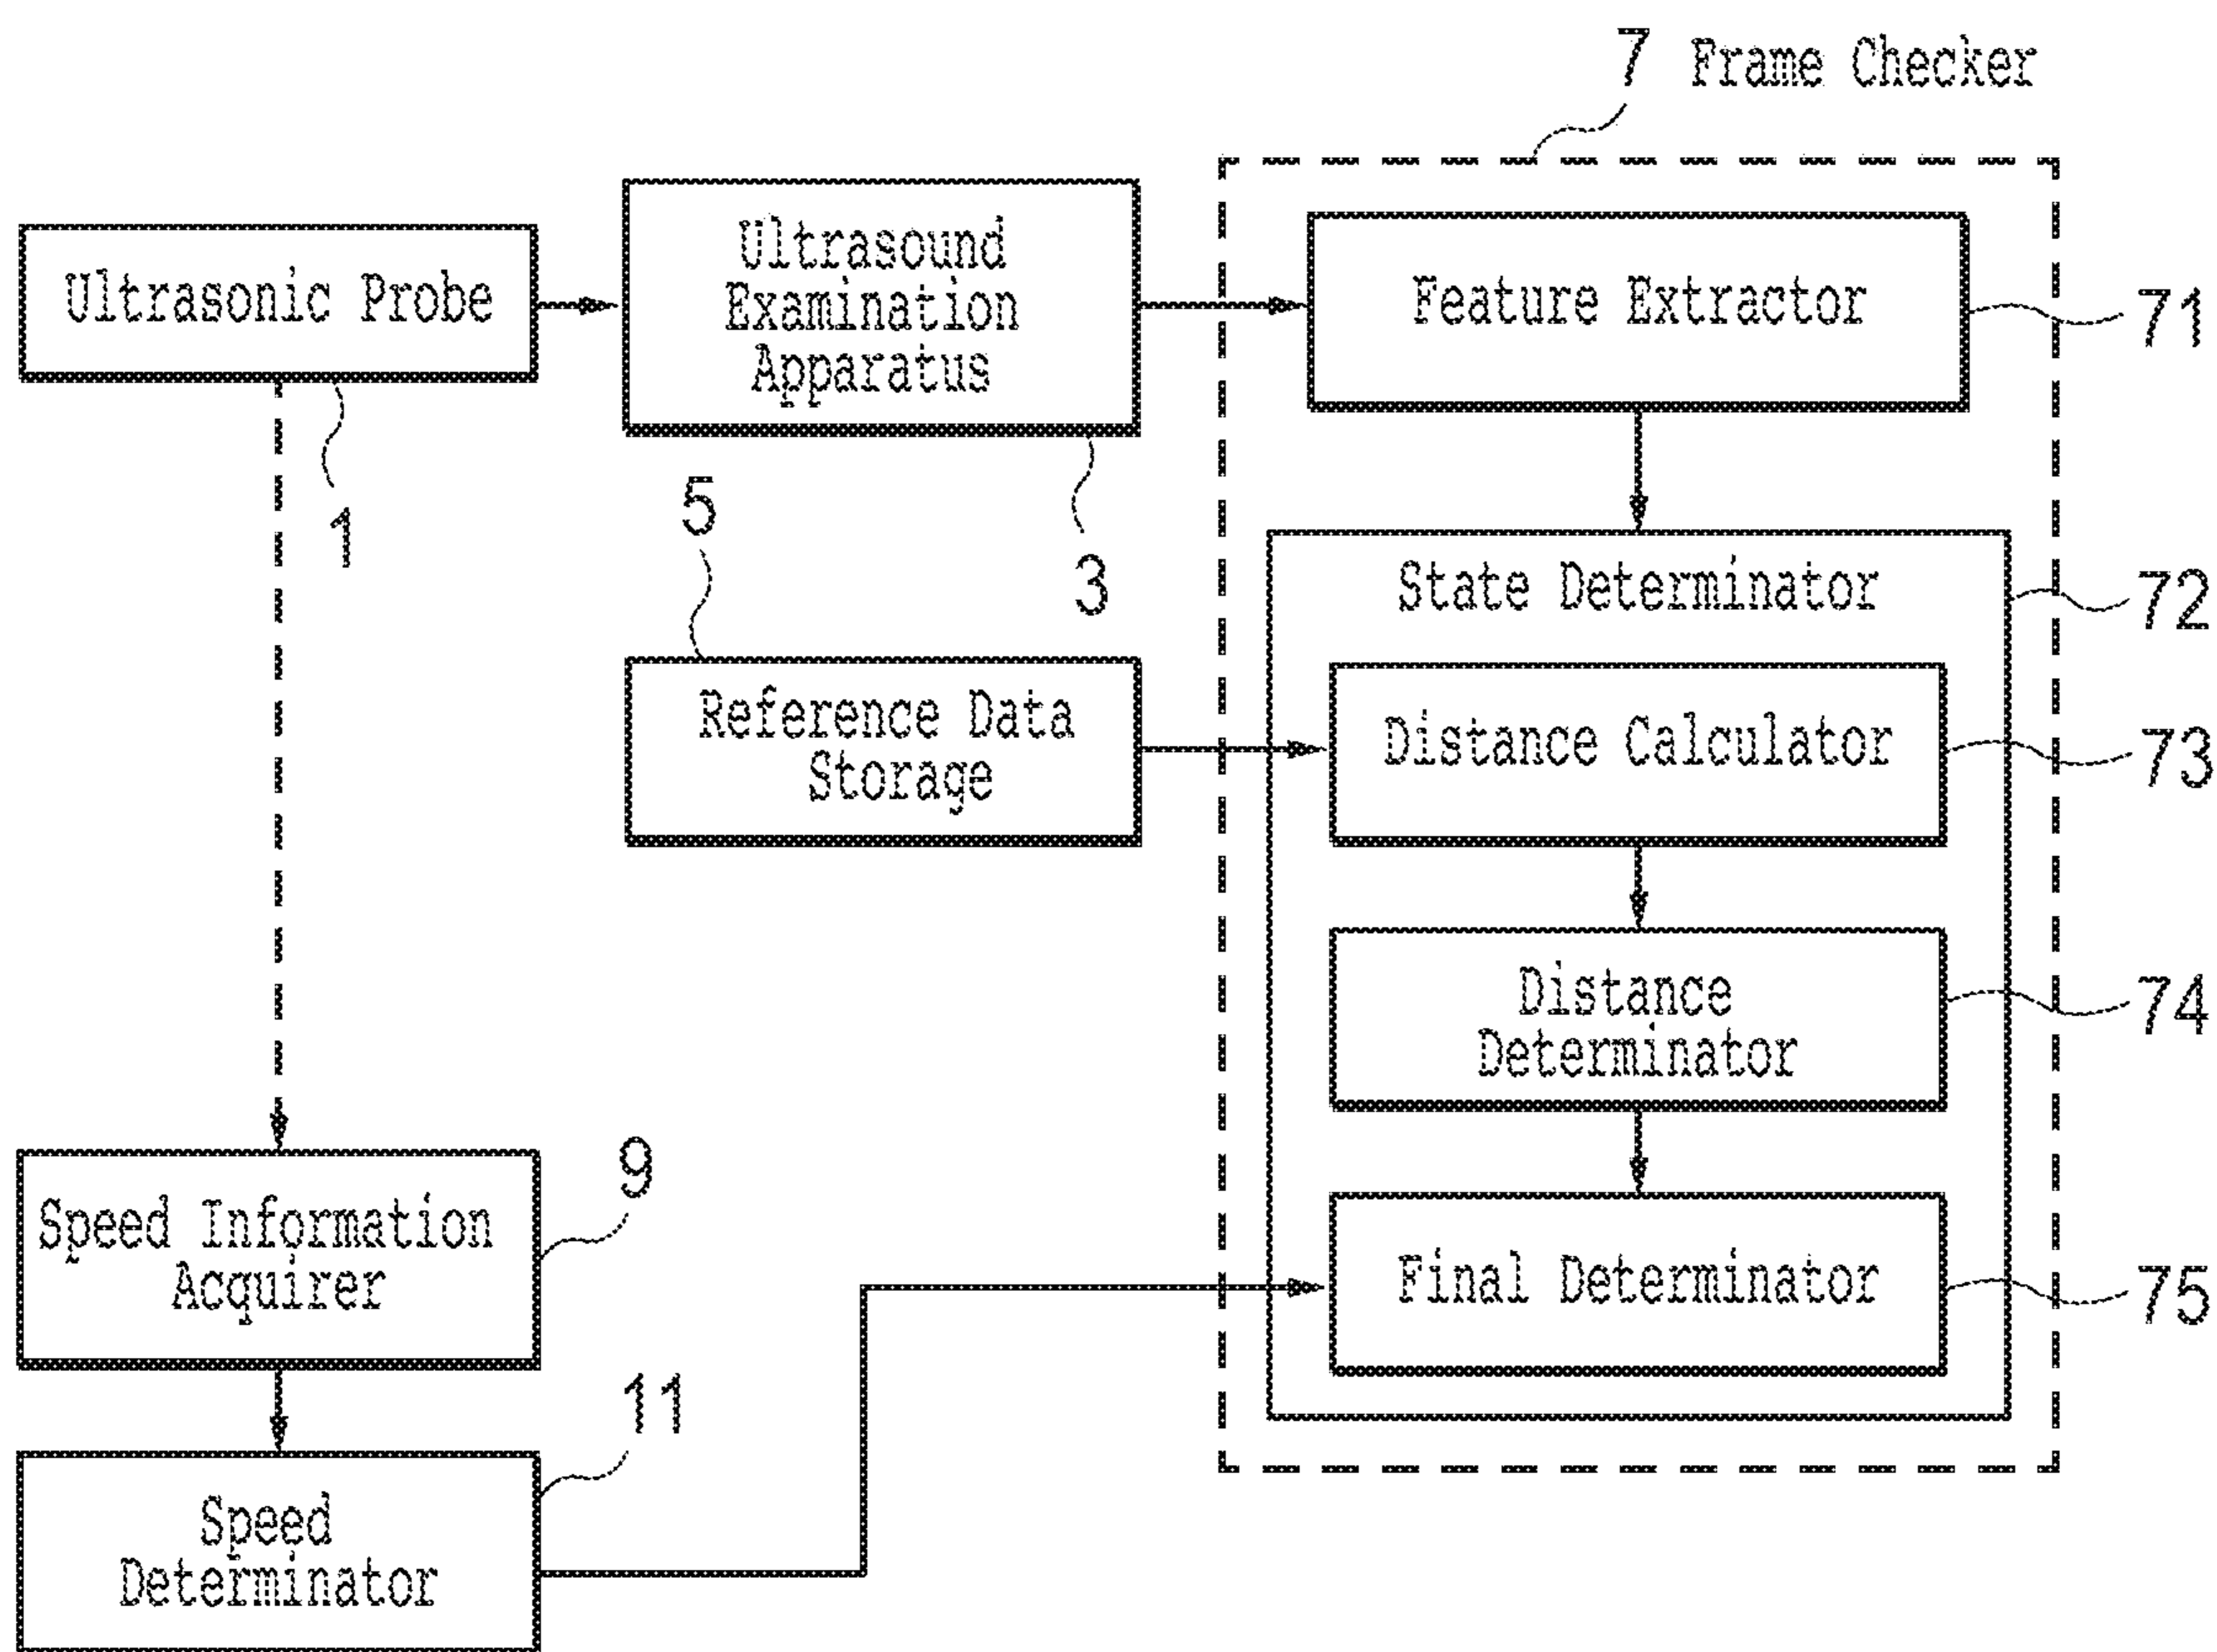 7 Frame Checker
Ultrasonic Probe
1
Ultrasound
Examination
Apparatus
3
Feature Extractor
71
5
Reference Data
Storage
State Determinator
72
Distance Calculator
73
Distance
Determinator
74
Final Determinator
75
Speed Information
Acquirer
9
Speed
Determinator
11